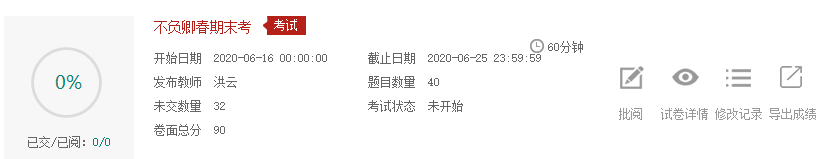 不负卿春期末考 考试
开始日期 2020-06-16 00:00:00 截止日期 2020-06-25 23:59:59 60分钟
发布教师 洪云 题目数量 40
未交数量 32 考试状态 未开始
卷面总分 90
0%
已交/已阅：0/0
批阅 试卷详情 修改记录 导出成绩